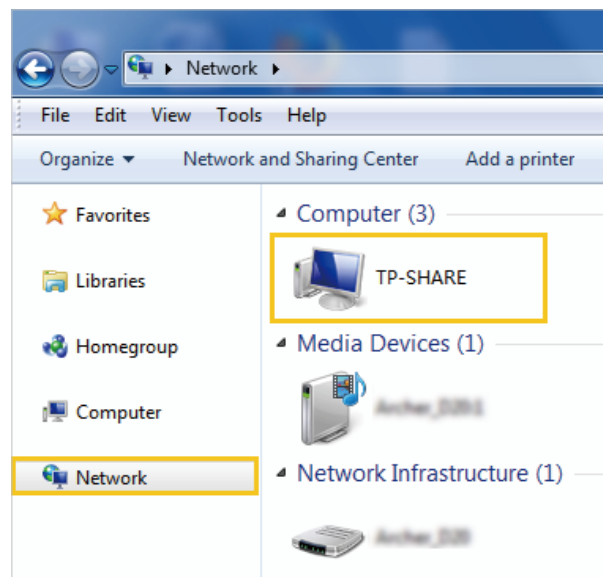 Network
File Edit View Tools Help
Organize Network and Sharing Center Add a printer
Favorites
Libraries
Homegroup
Computer
Network
Computer (3)
TP-SHARE
Media Devices (1)
Network Infrastructure (1)